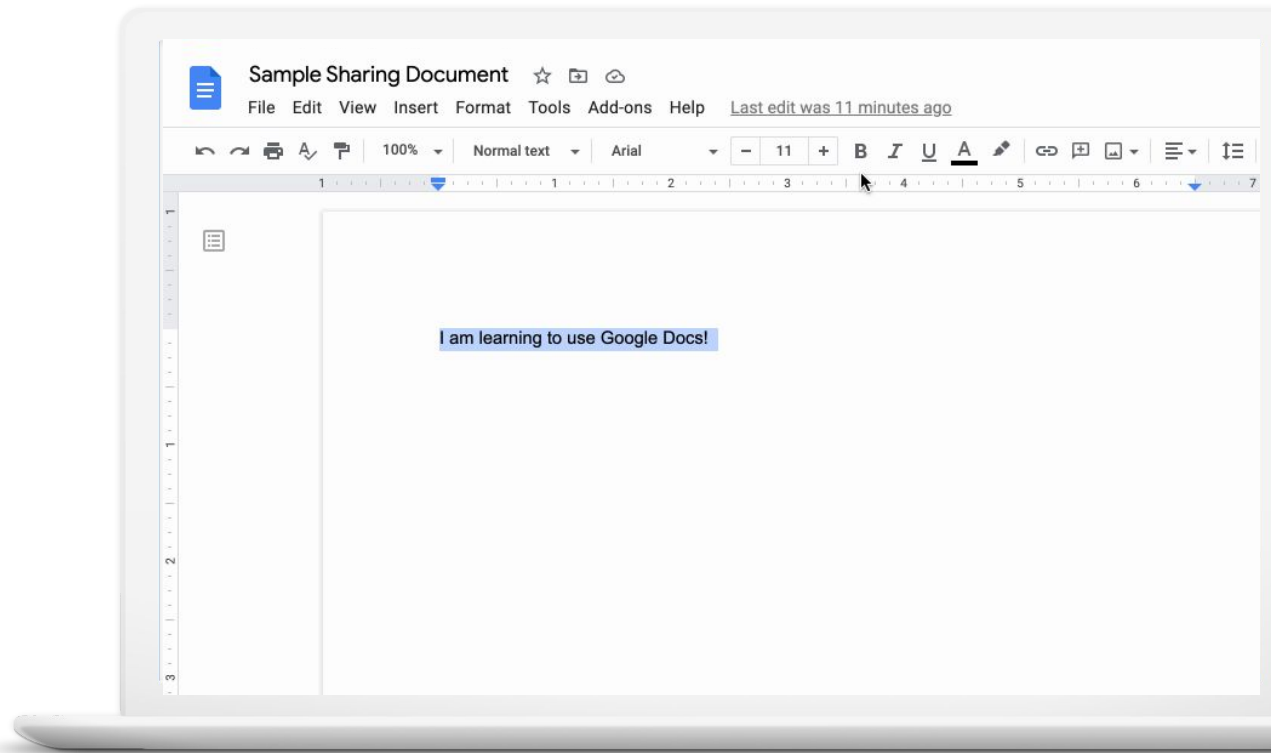 Sample Sharing Document
File Edit View Insert Format Tools Add-ons Help Last edit was 11 minutes ago
100% Normal text Arial - 11 + B I U A
1 1 2 3 4 5 6 7
1
I am learning to use Google Docs!
1
2
3